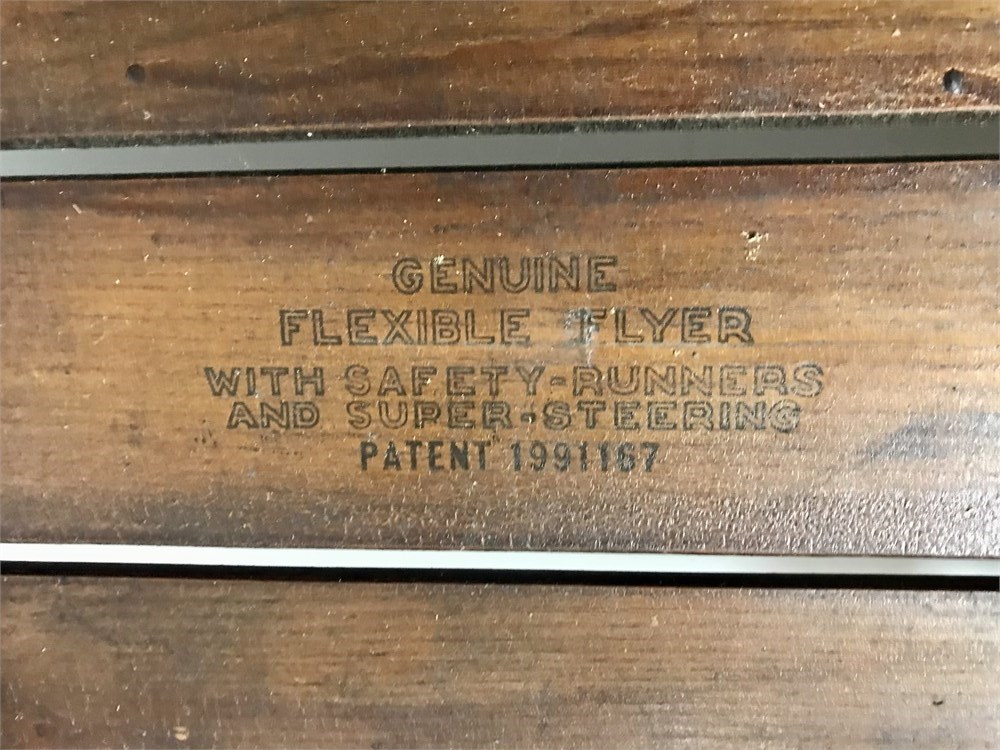 GENUINE
FLEXIBLE FLYER
WITH SAFETY-RUNNERS
AND SUPER-STEERING
PATENT 1991167